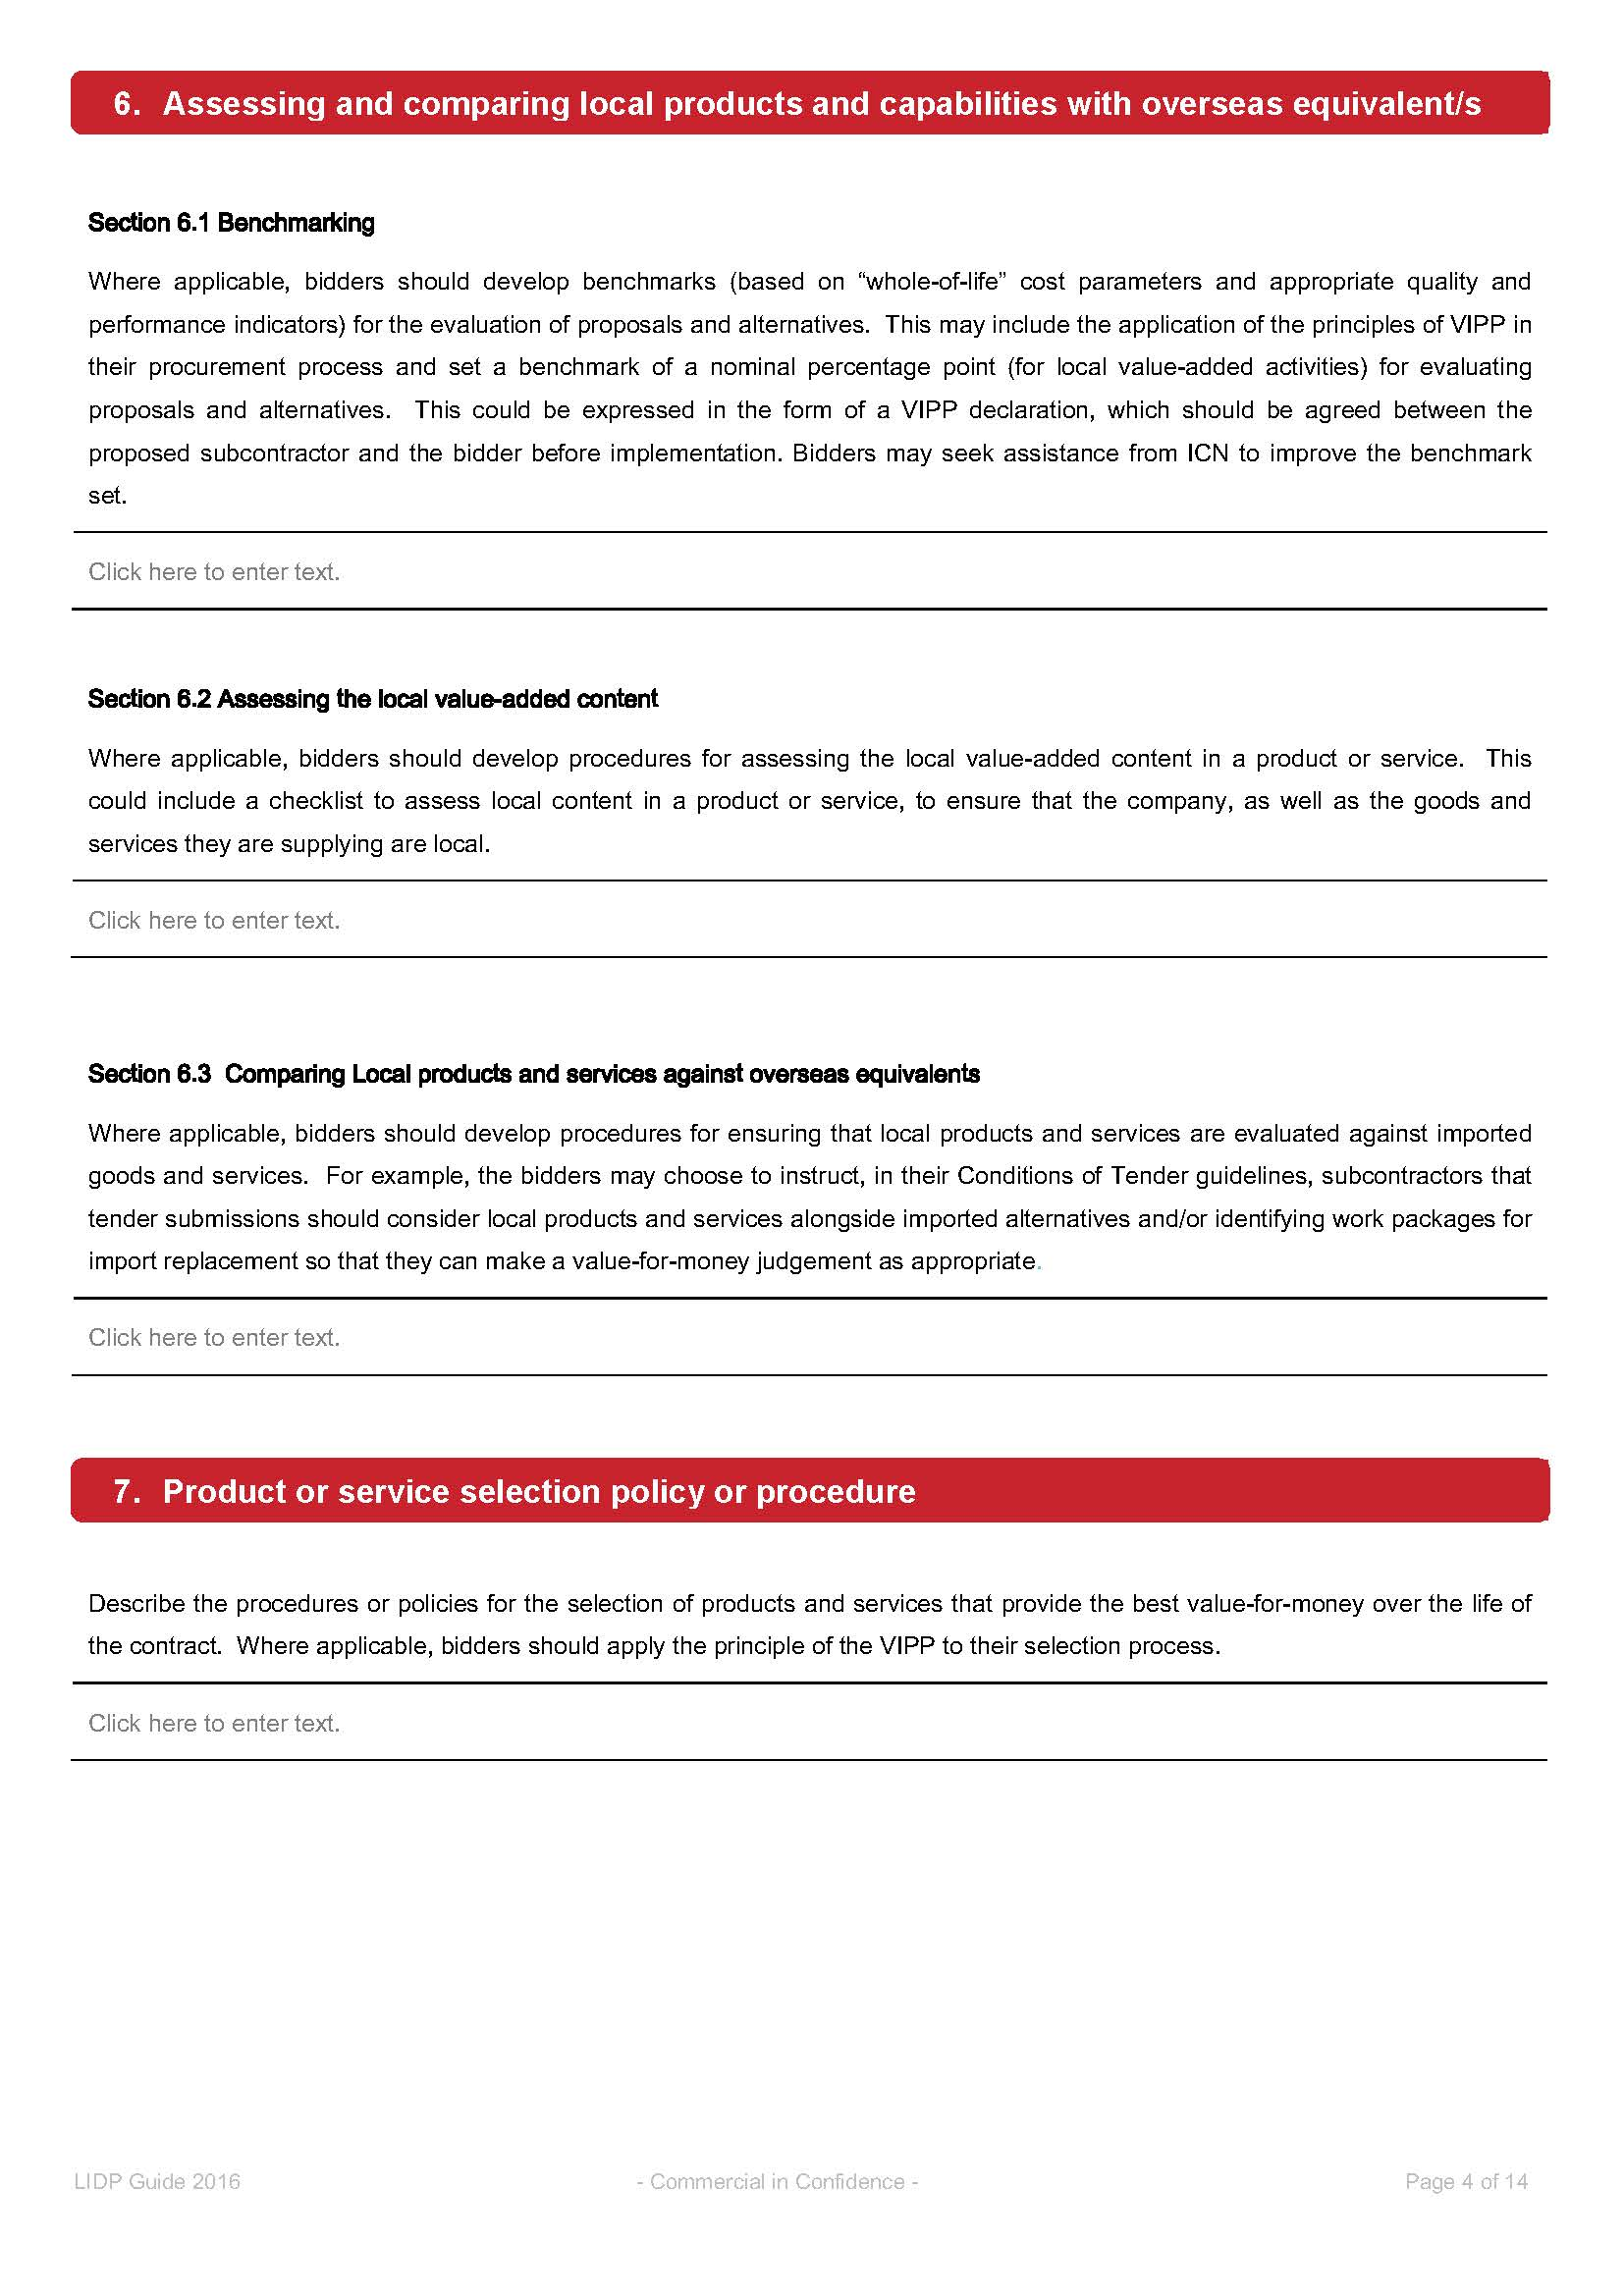 6. Assessing and comparing local products and capabilities with overseas equivalent/s
Section 6.1 Benchmarking
Where applicable, bidders should develop benchmarks (based on “whole-of-life” cost parameters and appropriate quality and
performance indicators) for the evaluation of proposals and alternatives. This may include the application of the principles of VIPP in
their procurement process and set a benchmark of a nominal percentage point (for local value-added activities) for evaluating
proposals and alternatives. This could be expressed in the form of a VIPP declaration, which should be agreed between the
proposed subcontractor and the bidder before implementation. Bidders may seek assistance from ICN to improve the benchmark
set.
Click here to enter text.
Section 6.2 Assessing the local value-added content
Where applicable, bidders should develop procedures for assessing the local value-added content in a product or service. This
could include a checklist to assess local content in a product or service, to ensure that the company, as well as the goods and
services they are supplying are local.
Click here to enter text.
Section 6.3 Comparing Local products and services against overseas equivalents
Where applicable, bidders should develop procedures for ensuring that local products and services are evaluated against imported
goods and services. For example, the bidders may choose to instruct, in their Conditions of Tender guidelines, subcontractors that
tender submissions should consider local products and services alongside imported alternatives and/or identifying work packages for
import replacement so that they can make a value-for-money judgement as appropriate.
Click here to enter text.
7. Product or service selection policy or procedure
Describe the procedures or policies for the selection of products and services that provide the best value-for-money over the life of
the contract. Where applicable, bidders should apply the principle of the VIPP to their selection process.
Click here to enter text.
LIDP Guide 2016 - Commercial in Confidence - Page 4 of 14